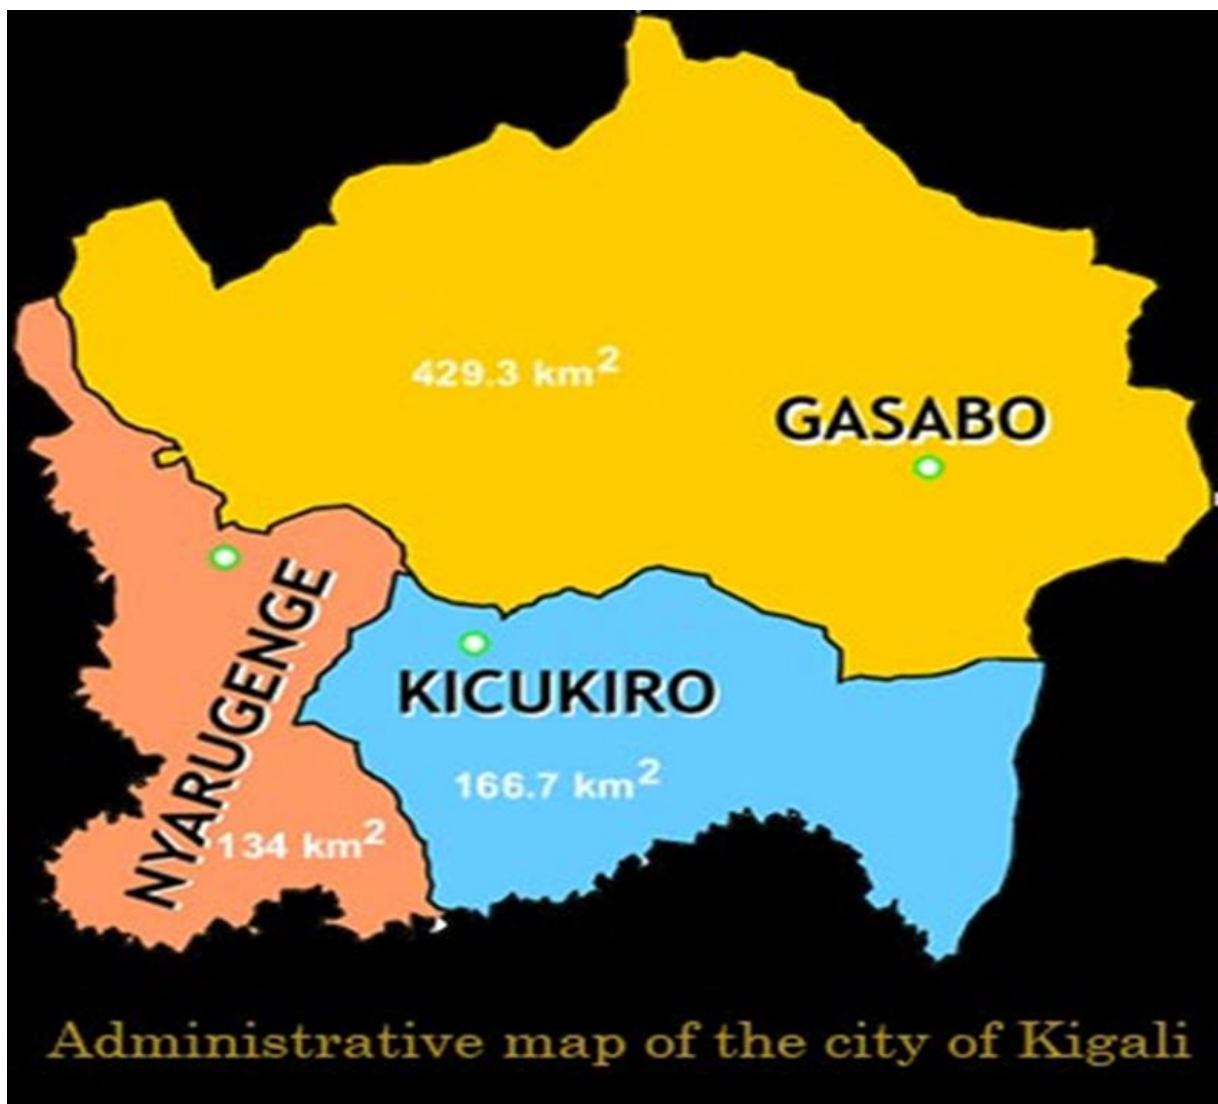 429.3 km²
GASABO
NYARUGENGE
KICUKIRO
166.7 km²
134 km²
Administrative map of the city of Kigali